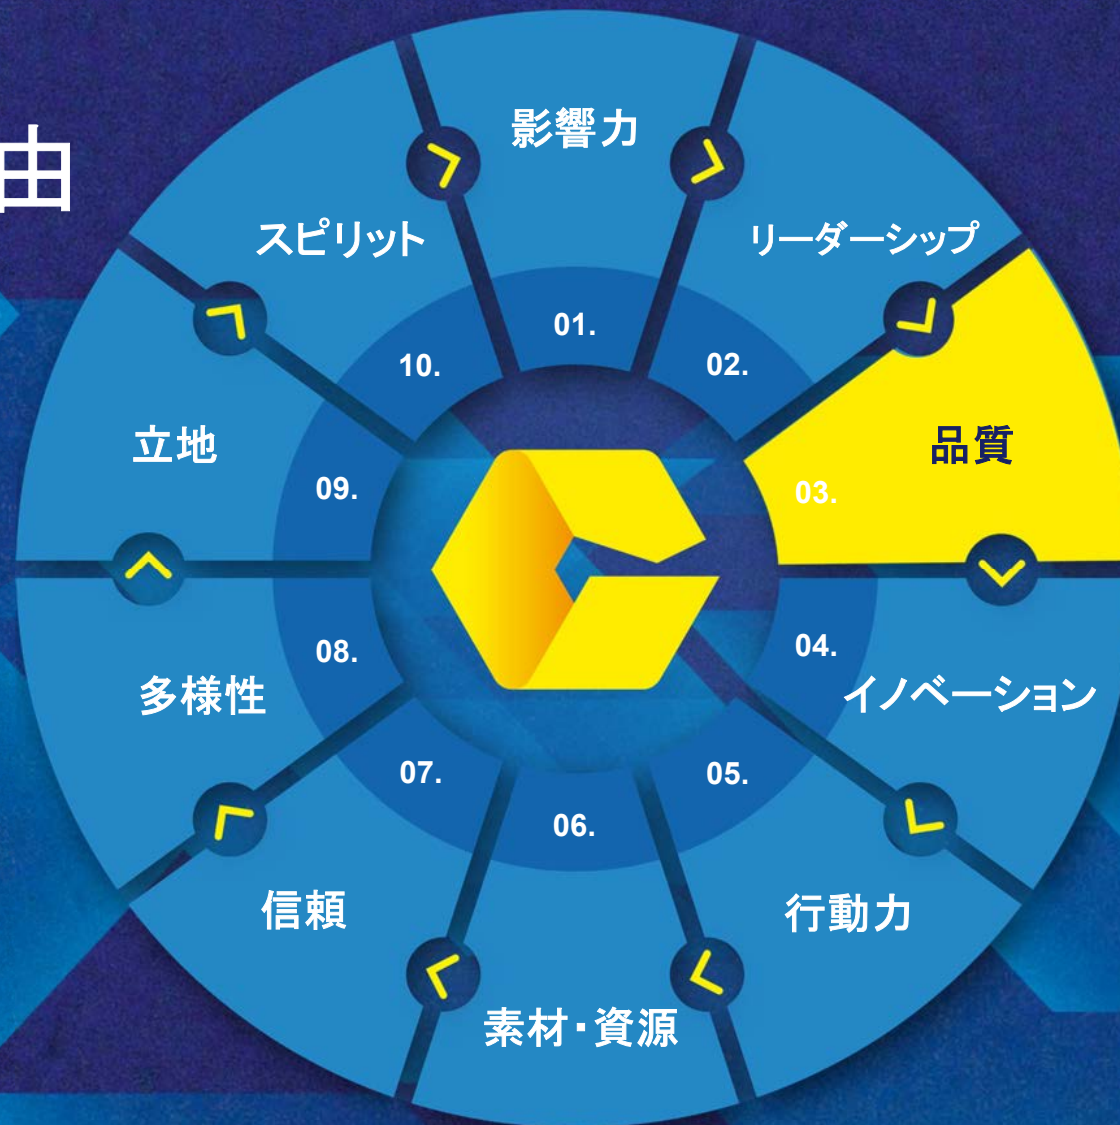 由
影響力
01.
リーダーシップ
02.
品質
03.
イノベーション
04.
行動力
05.
素材・資源
06.
信頼
07.
多様性
08.
立地
09.
スピリット
10.